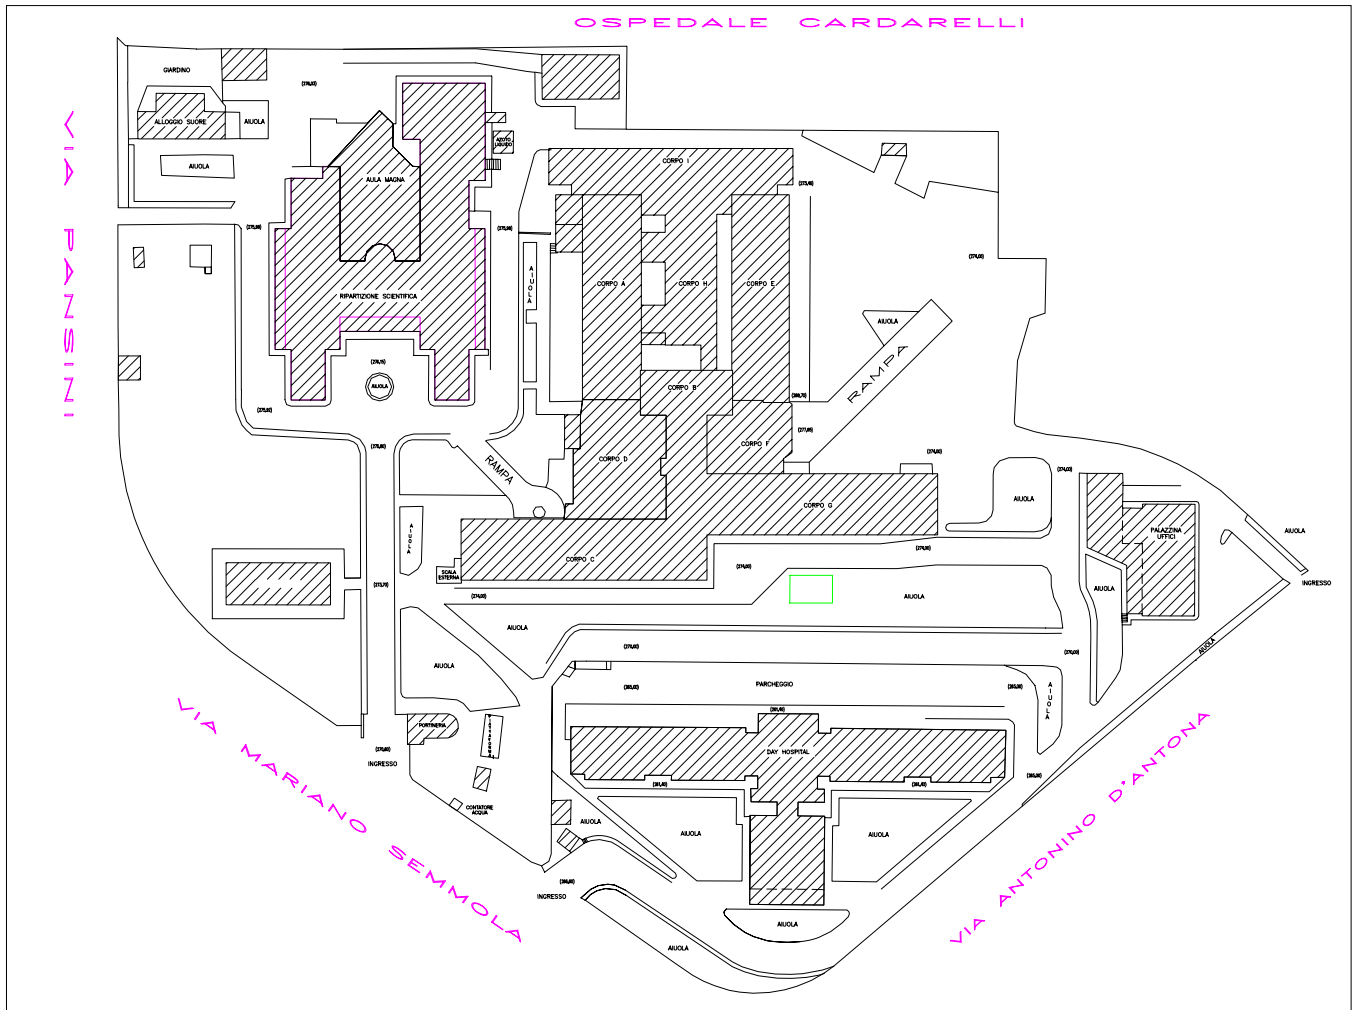 OSPEDALE CARDARELLI
VIA PANSINI
GIARDINO
ALLOGGIO SUORE
AIUOLA
AIUOLA
AZOTO
LIQUIDO
AULA MAGNA
RIPARTIZIONE SCIENTIFICA
AIUOLA
AIUOLA
CORPO I
CORPO A
CORPO H
CORPO E
CORPO B
CORPO D
CORPO F
CORPO G
CORPO C
AIUOLA
RAMPA
RAMPA
AIUOLA
SCALA
ESTERNA
AIUOLA
PALAZZINA
UFFICI
AIUOLA
INGRESSO
AIUOLA
AIUOLA
AIUOLA
AIUOLA
AIUOLA
AIUOLA
PARCHEGGIO
PORTINERIA
INGRESSO
CONTATORE
ACQUA
DAY HOSPITAL
AIUOLA
AIUOLA
AIUOLA
INGRESSO
AIUOLA
AIUOLA
VIA MARIANO SEMMOLA
VIA ANTONINO D'ANTONA